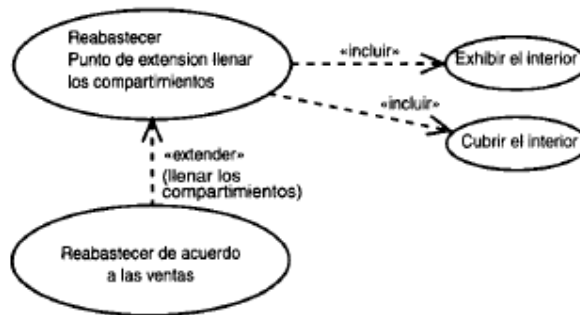 Reabastecer
Punto de extension llenar
los compartimientos
«incluir»
Exhibir el interior
«incluir»
Cubrir el interior
«extender»
(llenar los
compartimientos)
Reabastecer de acuerdo
a las ventas